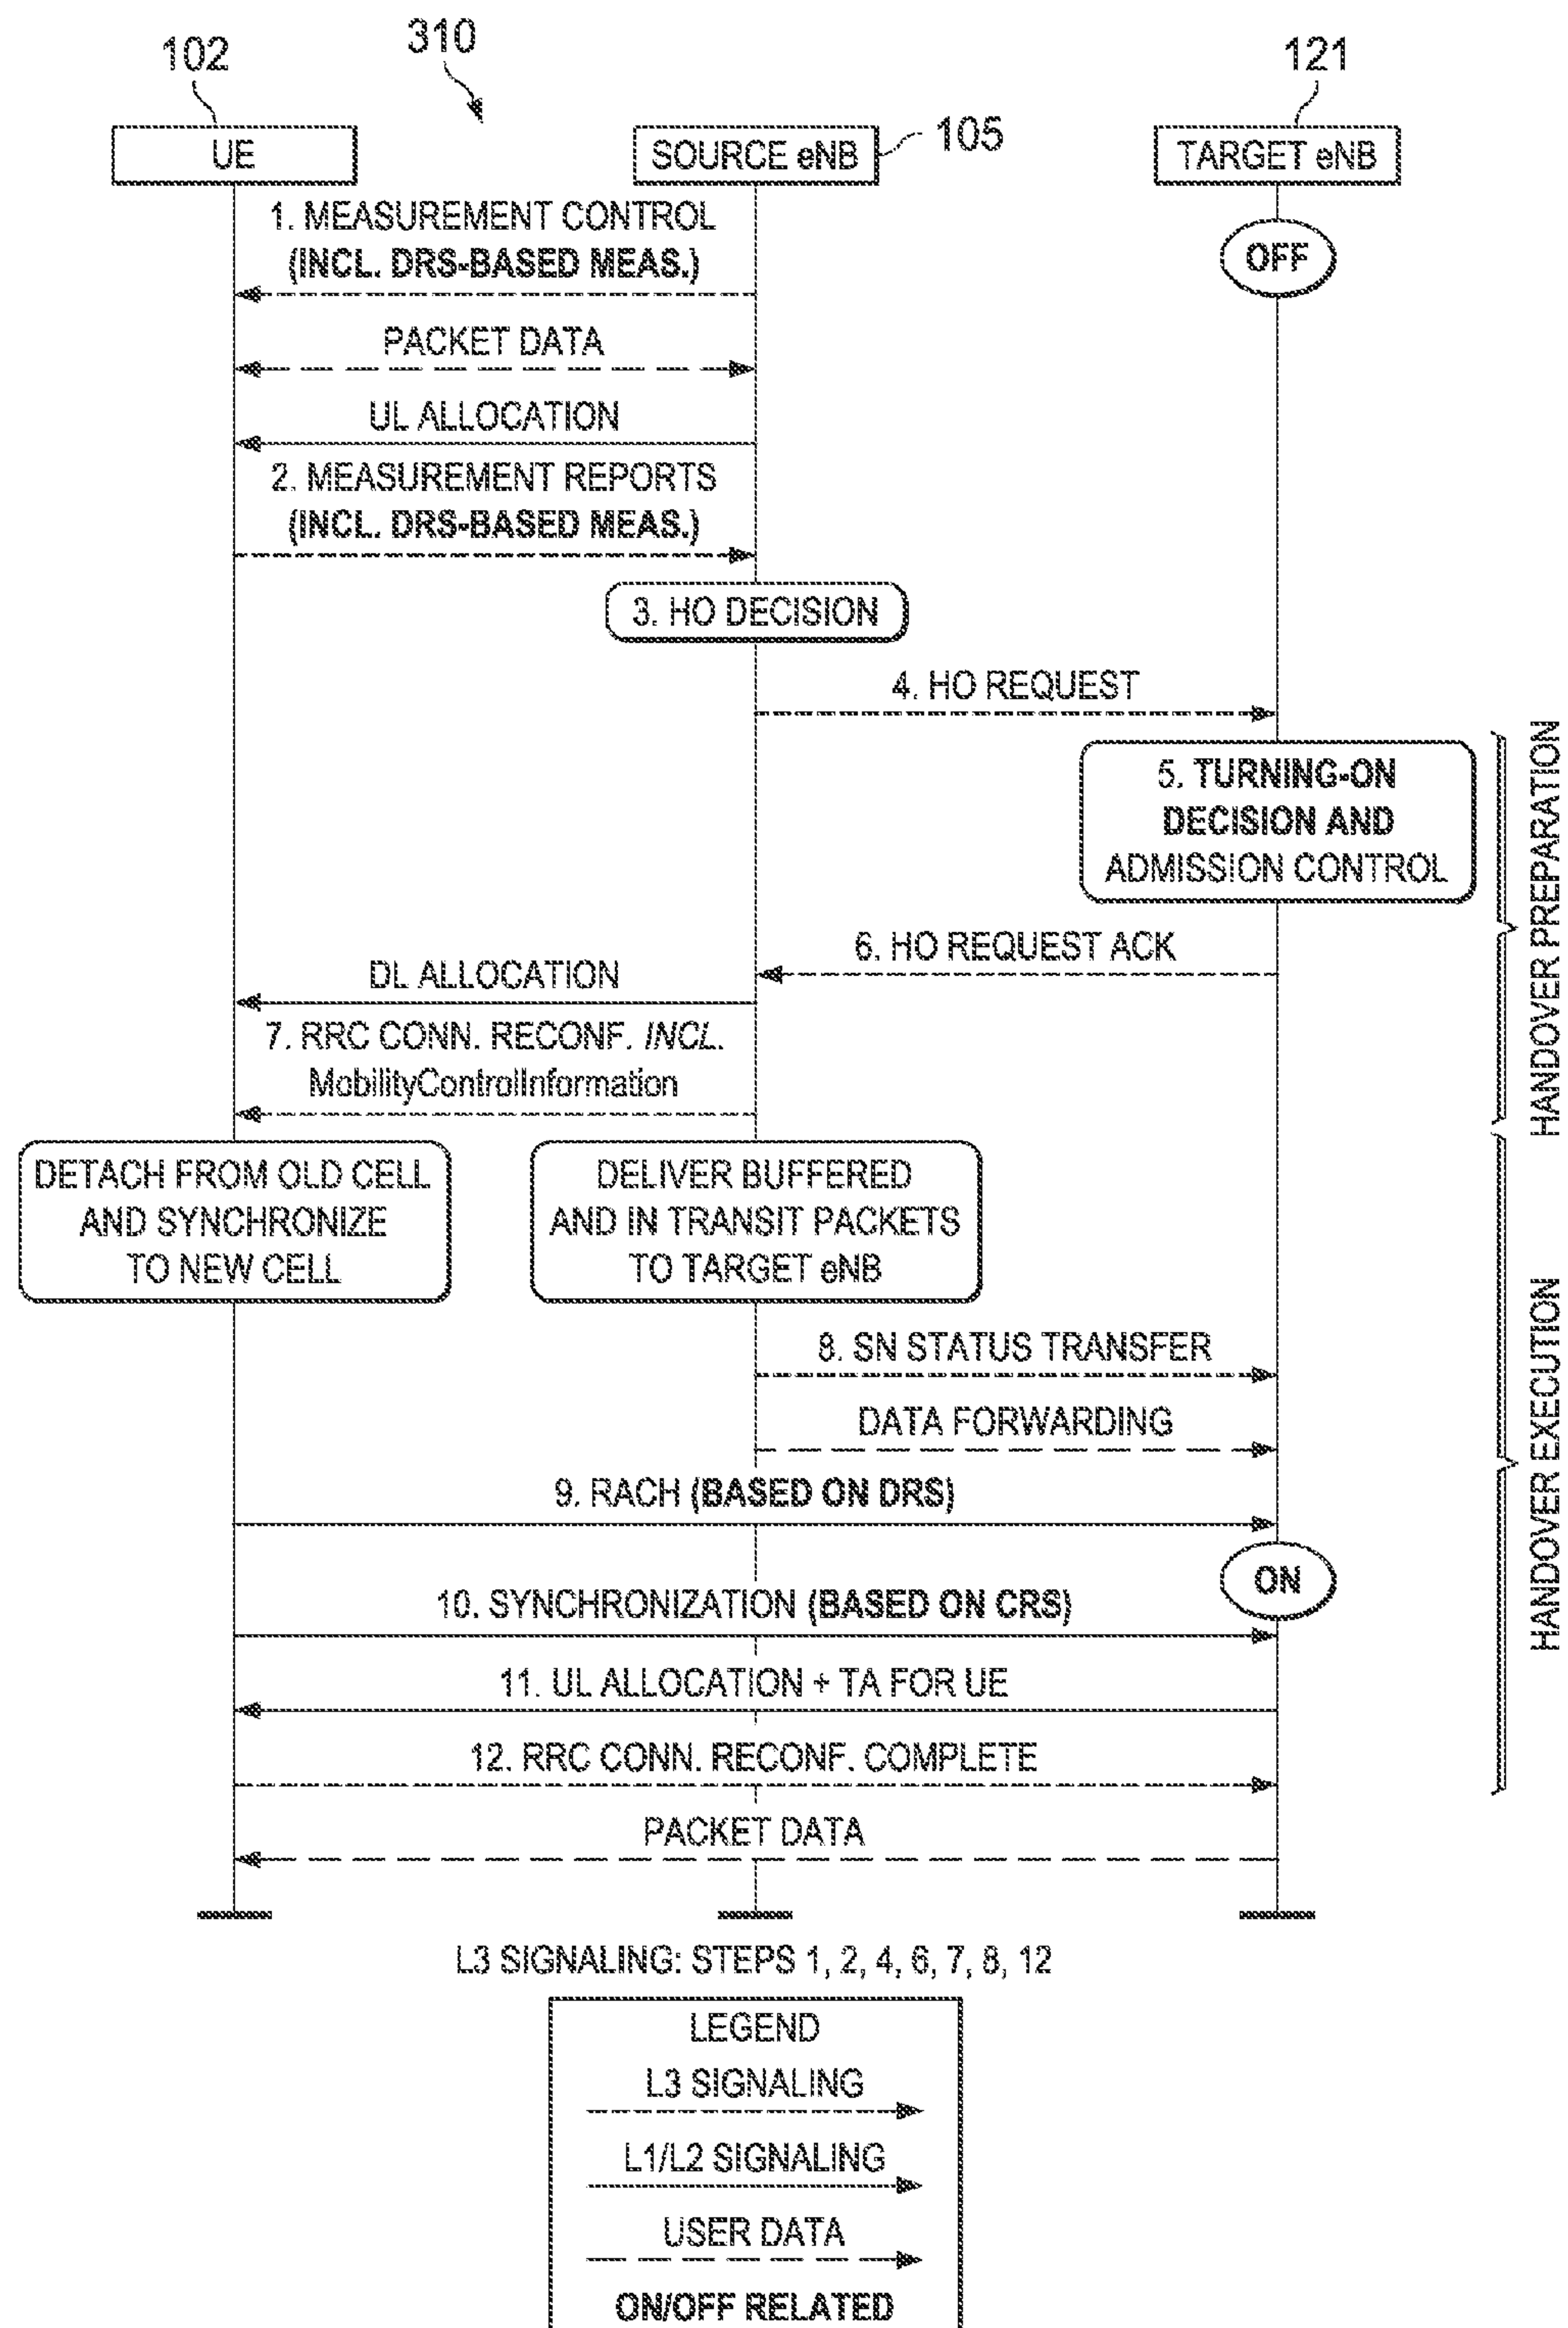 310
102
121
UE
SOURCE eNB
105
TARGET eNB
1. MEASUREMENT CONTROL
(INCL. DRS-BASED MEAS.)
OFF
PACKET DATA
UL ALLOCATION
2. MEASUREMENT REPORTS
(INCL. DRS-BASED MEAS.)
3. HO DECISION
4. HO REQUEST
5. TURNING-ON
DECISION AND
ADMISSION CONTROL
HANDOVER PREPARATION
6. HO REQUEST ACK
DL ALLOCATION
7. RRC CONN. RECONF. INCL.
MobilityControlInformation
DETACH FROM OLD CELL
AND SYNCHRONIZE
TO NEW CELL
DELIVER BUFFERED
AND IN TRANSIT PACKETS
TO TARGET eNB
8. SN STATUS TRANSFER
DATA FORWARDING
9. RACH (BASED ON DRS)
HANDOVER EXECUTION
ON
10. SYNCHRONIZATION (BASED ON CRS)
11. UL ALLOCATION + TA FOR UE
12. RRC CONN. RECONF. COMPLETE
PACKET DATA
L3 SIGNALING: STEPS 1, 2, 4, 6, 7, 8, 12
LEGEND
L3 SIGNALING
L1/L2 SIGNALING
USER DATA
ON/OFF RELATED